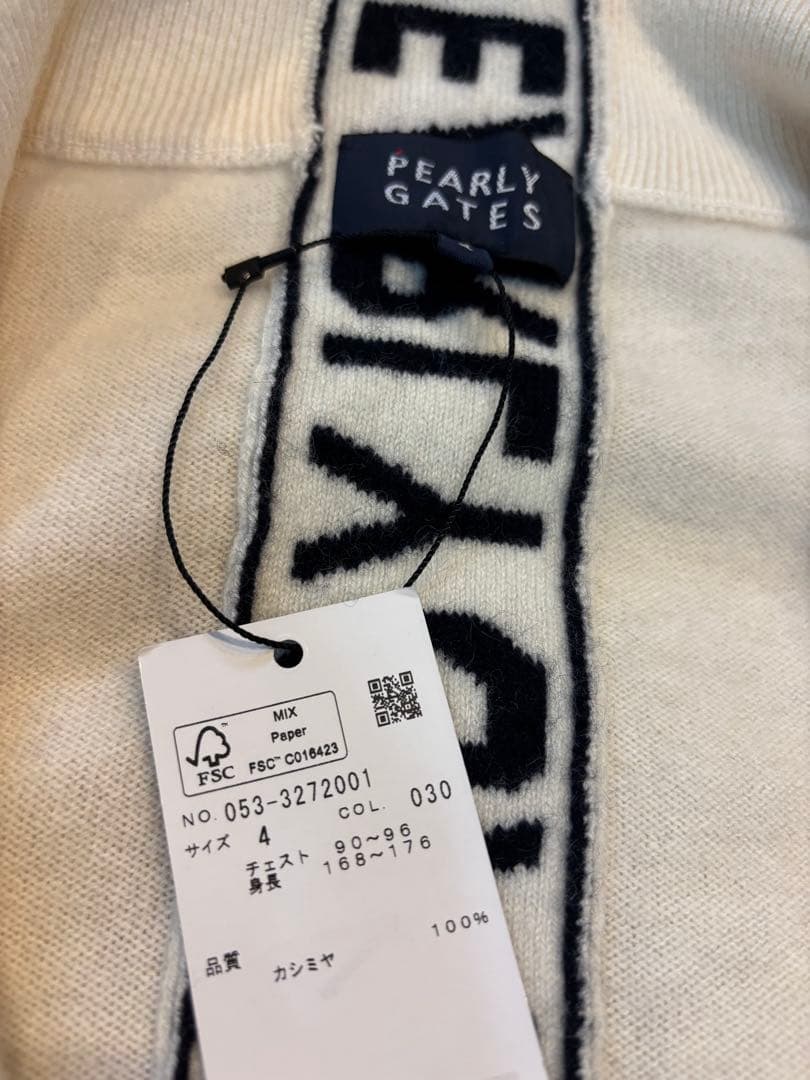 PEARLY
GATES
MIX
Paper
FSC™ C016423
FSC
NO. 053-3272001
COL. 030
サイズ 4
チェスト 90~96
身長 168~176
品質 カシミヤ 100%